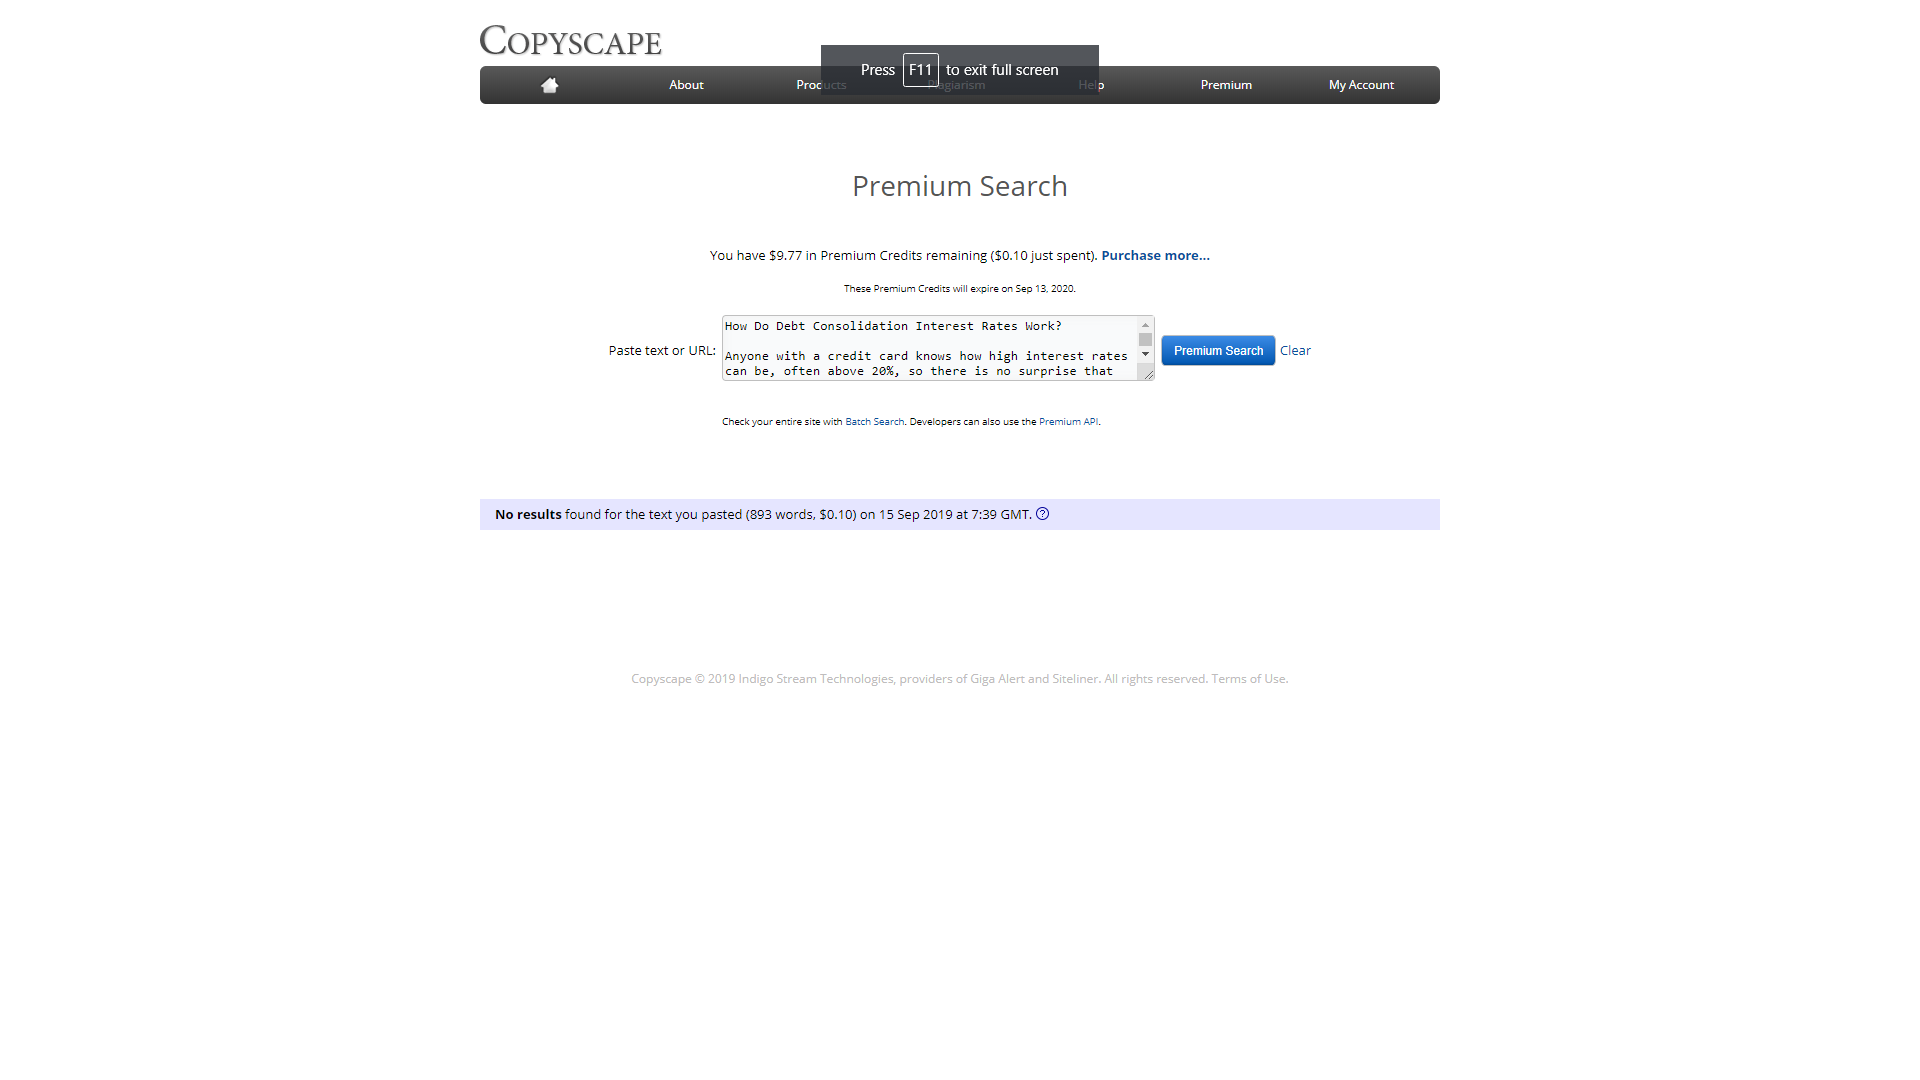 COPYSCAPE
Press F11 to exit full screen
About Products Plagiarism Help Premium My Account
Premium Search
You have $9.77 in Premium Credits remaining ($0.10 just spent). Purchase more...
These Premium Credits will expire on Sep 13, 2020.
Paste text or URL:
How Do Debt Consolidation Interest Rates Work?
Anyone with a credit card knows how high interest rates
can be, often above 20%, so there is no surprise that
Premium Search Clear
Check your entire site with Batch Search. Developers can also use the Premium API.
No results found for the text you pasted (893 words, $0.10) on 15 Sep 2019 at 7:39 GMT. ?
Copyscape © 2019 Indigo Stream Technologies, providers of Giga Alert and Siteliner. All rights reserved. Terms of Use.